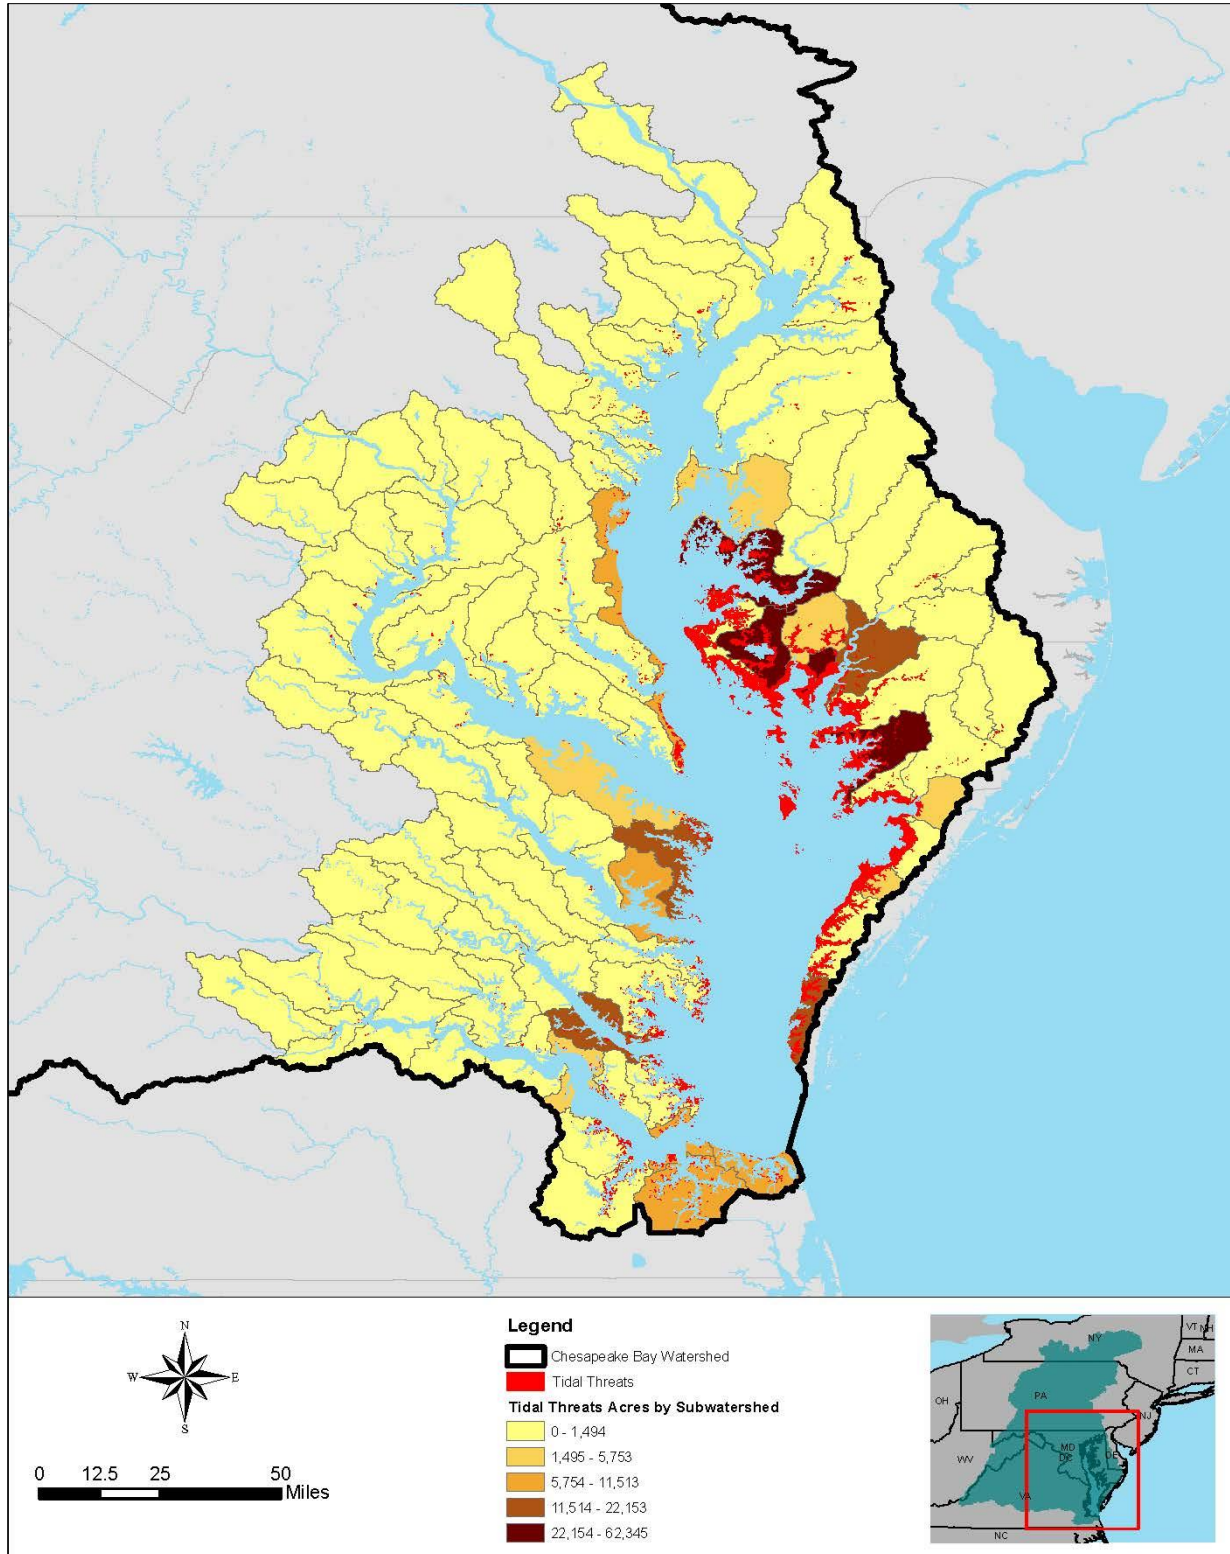 N
W
E
S
0
12.5
25
50
Miles
Legend
Chesapeake Bay Watershed
Tidal Threats
Tidal Threats Acres by Subwatershed
0 - 1,494
1,495 - 5,753
5,754 - 11,513
11,514 - 22,153
22,154 - 62,345
VT NH
NY
MA
CT
PA
OH
NJ
MD
DC
DE
WV
VA
NC